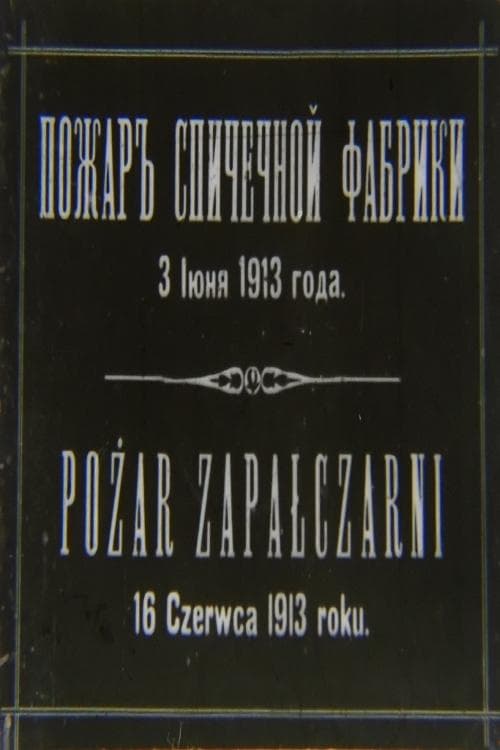 ПОЖАРЪ СПИЧЕЧНОЙ ФАБРИКИ
3 Іюня 1913 года.
POŻAR ZAPAŁCZARNI
16 Czerwca 1913 roku.